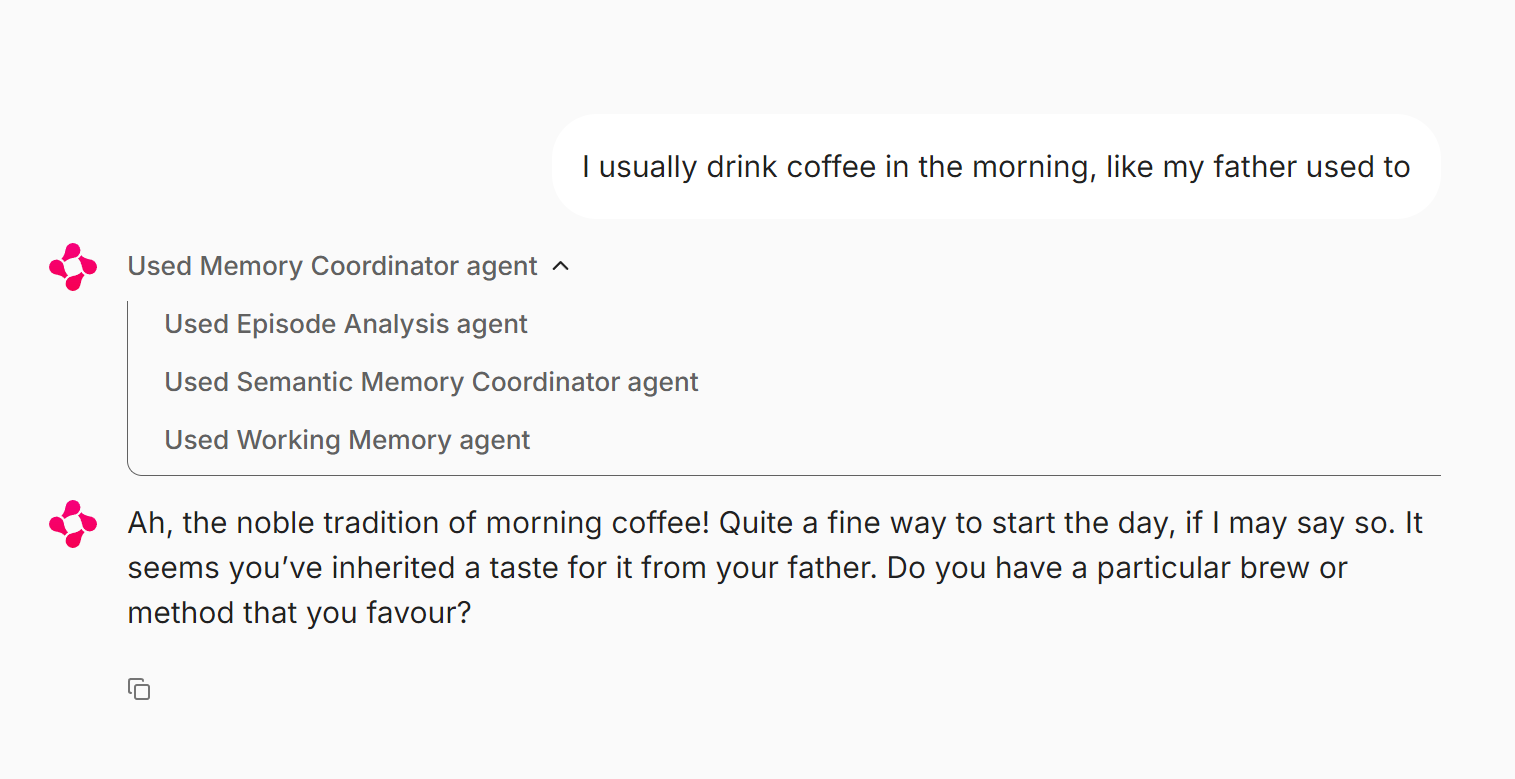 I usually drink coffee in the morning, like my father used to
Used Memory Coordinator agent
Used Episode Analysis agent
Used Semantic Memory Coordinator agent
Used Working Memory agent
Ah, the noble tradition of morning coffee! Quite a fine way to start the day, if I may say so. It
seems you’ve inherited a taste for it from your father. Do you have a particular brew or
method that you favour?